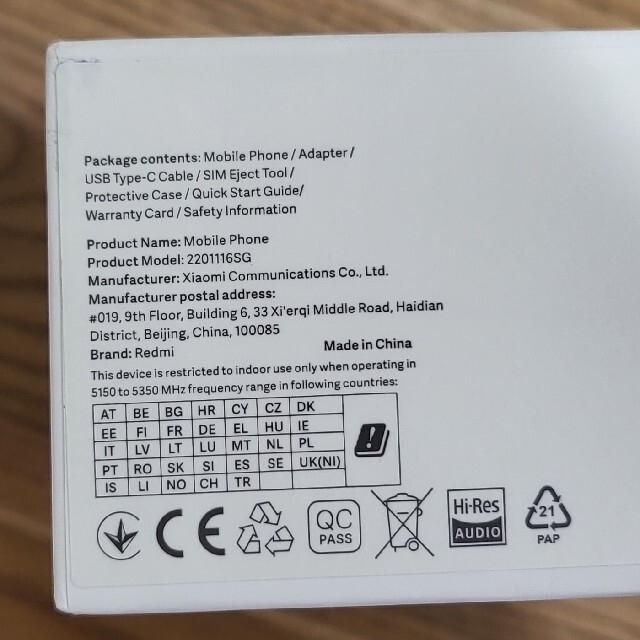 Package contents: Mobile Phone / Adapter /
USB Type-C Cable / SIM Eject Tool /
Protective Case / Quick Start Guide/
Warranty Card / Safety Information
Product Name: Mobile Phone
Product Model: 2201116SG
Manufacturer: Xiaomi Communications Co., Ltd.
Manufacturer postal address:
#019, 9th Floor, Building 6, 33 Xi'erqi Middle Road, Haidian
District, Beijing, China, 100085
Brand: Redmi Made in China
This device is restricted to indoor use only when operating in
5150 to 5350 MHz frequency range in following countries:
AT BE BG HR CY CZ DK
EE FI FR DE EL HU IE
IT LV LT LU MT NL PL
PT RO SK SI ES SE UK(NI)
IS LI NO CH TR
!
CE QC PASS Hi-Res AUDIO 21 PAP